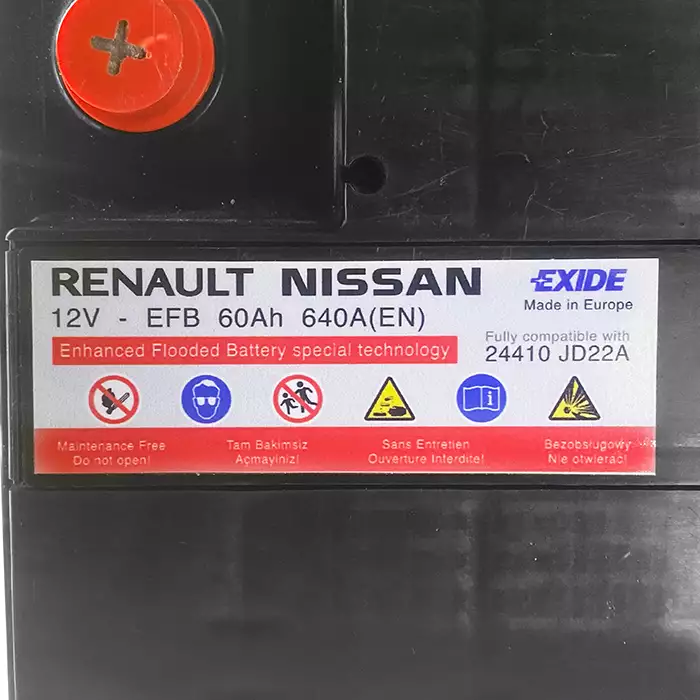 RENAULT NISSAN
12V - EFB 60Ah 640A(EN)
Enhanced Flooded Battery special technology
EXIDE
Made in Europe
Fully compatible with
24410 JD22A
Maintenance Free
Do not open!
Tam Bakimsiz
Açmayiniz!
Sans Entretien
Ouverture Interdite!
Bezobsługowy
Nie otwierać!